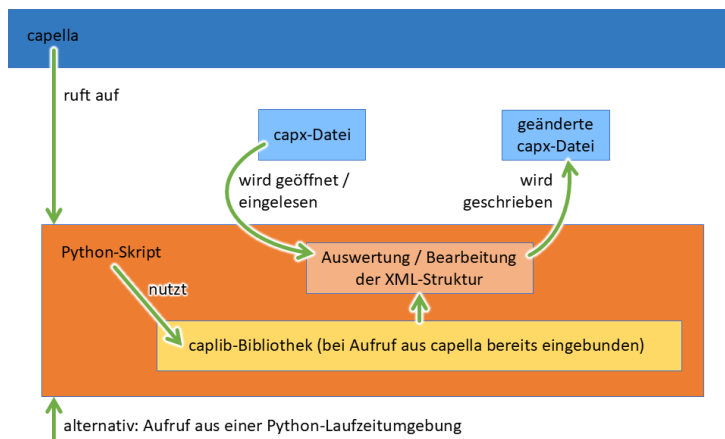 capella
ruft auf
capx-Datei
geänderte
capx-Datei
wird geöffnet /
eingelesen
wird
geschrieben
Python-Skript
Auswertung / Bearbeitung
der XML-Struktur
nutzt
caplib-Bibliothek (bei Aufruf aus capella bereits eingebunden)
alternativ: Aufruf aus einer Python-Laufzeitumgebung